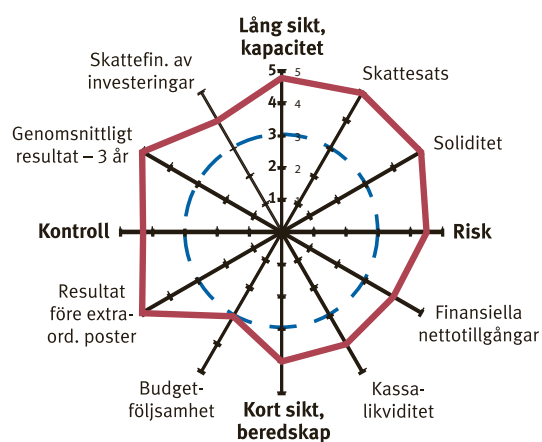 Lång sikt,
kapacitet
Skattefin. av
investeringar
Skattesats
Genomsnittligt
resultat – 3 år
Soliditet
5
5
4
4
3
3
2
2
1
1
Kontroll
Risk
Resultat
före extra-
ord. poster
Finansiella
nettotillgångar
Budget-
följsamhet
Kort sikt,
beredskap
Kassa-
likviditet